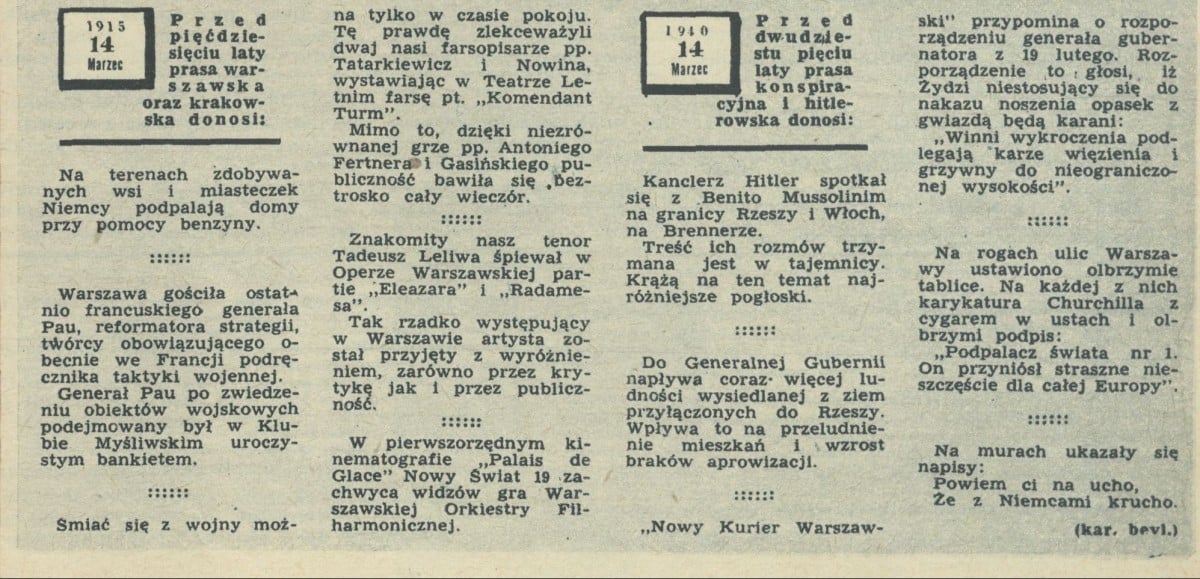 1915
14
Marzec
Przed
pięćdzie-
sięciu laty
prasa war-
szawska
oraz krakow-
ska donosi:
Na terenach zdobywa-
nych wsi i miasteczek
Niemcy podpalają domy
przy pomocy benzyny.
::::::
Warszawa gościła ostat-
nio francuskiego generała
Pau, reformatora strategii,
twórcy obowiązującego o-
becnie we Francji podrę-
cznika taktyki wojennej.
Generał Pau po zwiedze-
niu obiektów wojskowych
podejmowany był w Klu-
bie Myśliwskim uroczy-
stym bankietem.
::::::
Śmiać się z wojny moż-
na tylko w czasie pokoju.
Tę prawdę zlekceważyli
dwaj nasi farsopisarze pp.
Tatarkiewicz i Nowina,
wystawiając w Teatrze Le-
tnim farsę pt. „Komendant
Turm".
Mimo to, dzięki niezró-
wnanej grze pp. Antoniego
Fertnera i Gasińskiego pu-
bliczność bawiła się bez-
trosko cały wieczór.
::::::
Znakomity nasz tenor
Tadeusz Leliwa śpiewał w
Operze Warszawskiej par-
tie „Eleazara" i „Radame-
sa".
Tak rzadko występujący
w Warszawie artysta zo-
stał przyjęty z wyróżnie-
niem, zarówno przez kry-
tykę jak i przez publicz-
ność.
::::::
W pierwszorzędnym ki-
nematografie „Palais de
Glace" Nowy Świat 19 za-
chwyca widzów gra War-
szawskiej Orkiestry Fil-
harmonicznej.
1940
14
Marzec
Przed
dwudzie-
stu pięciu
laty prasa
konspira-
cyjna i hitle-
rowska donosi:
Kanclerz Hitler spotkał
się z Benito Mussolinim
na granicy Rzeszy i Włoch,
na Brennerze.
Treść ich rozmów trzy-
mana jest w tajemnicy.
Krążą na ten temat naj-
różniejsze pogłoski.
::::::
Do Generalnej Gubernii
napływa coraz więcej lu-
dności wysiedlanej z ziem
przyłączonych do Rzeszy.
Wpływa to na przeludnie-
nie mieszkań i wzrost
braków aprowizacji.
::::::
„Nowy Kurier Warszaw-
ski" przypomina o rozpo-
rządzeniu generała guber-
natora z 19 lutego. Roz-
porządzenie to głosi, iż
Żydzi niestosujący się do
nakazu noszenia opasek z
gwiazdą będą karani:
„Winni wykroczenia pod-
legają karze więzienia i
grzywny do nieograniczo-
nej wysokości".
::::::
Na rogach ulic Warsza-
wy ustawiono olbrzymie
tablice. Na każdej z nich
karykatura Churchilla z
cygarem w ustach i ol-
brzymi podpis:
„Podpalacz świata nr 1.
On przyniósł straszne nie-
szczęście dla całej Europy".
::::::
Na murach ukazały się
napisy:
Powiem ci na ucho,
Że z Niemcami krucho.
(kar. beyl.)